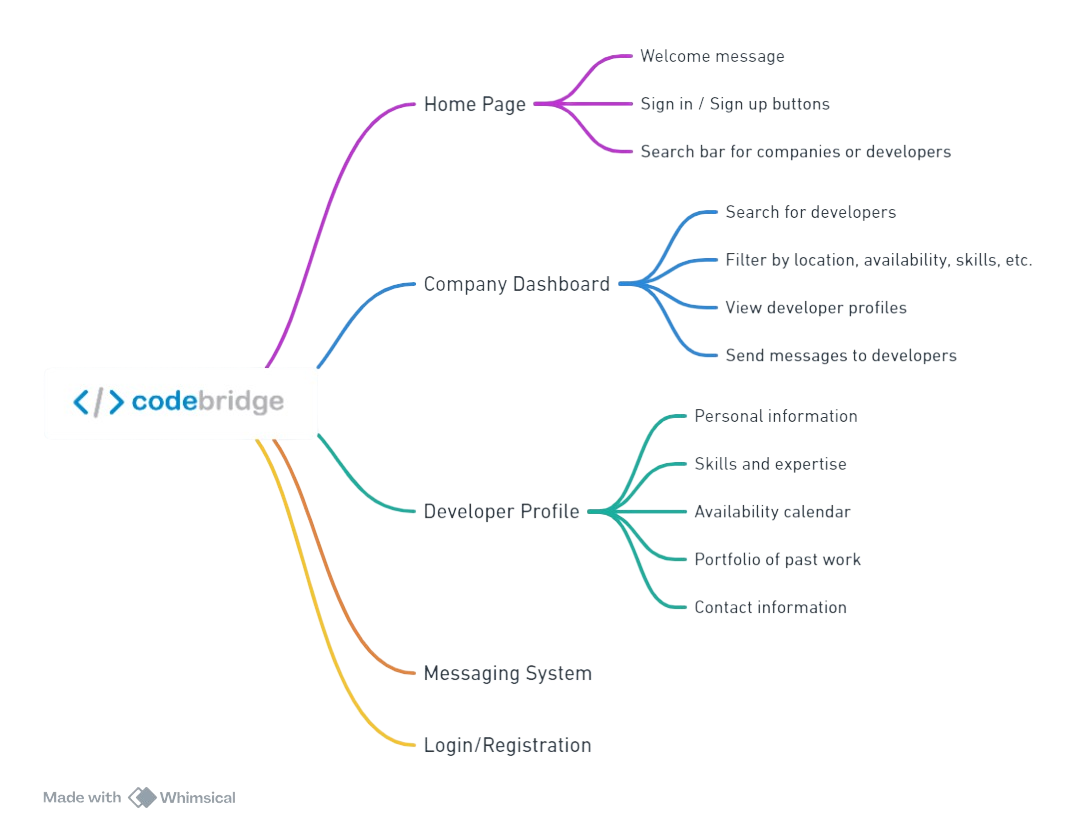 Home Page
Welcome message
Sign in / Sign up buttons
Search bar for companies or developers
Company Dashboard
Search for developers
Filter by location, availability, skills, etc.
View developer profiles
Send messages to developers
</> codebridge
Developer Profile
Personal information
Skills and expertise
Availability calendar
Portfolio of past work
Contact information
Messaging System
Login/Registration
Made with Whimsical